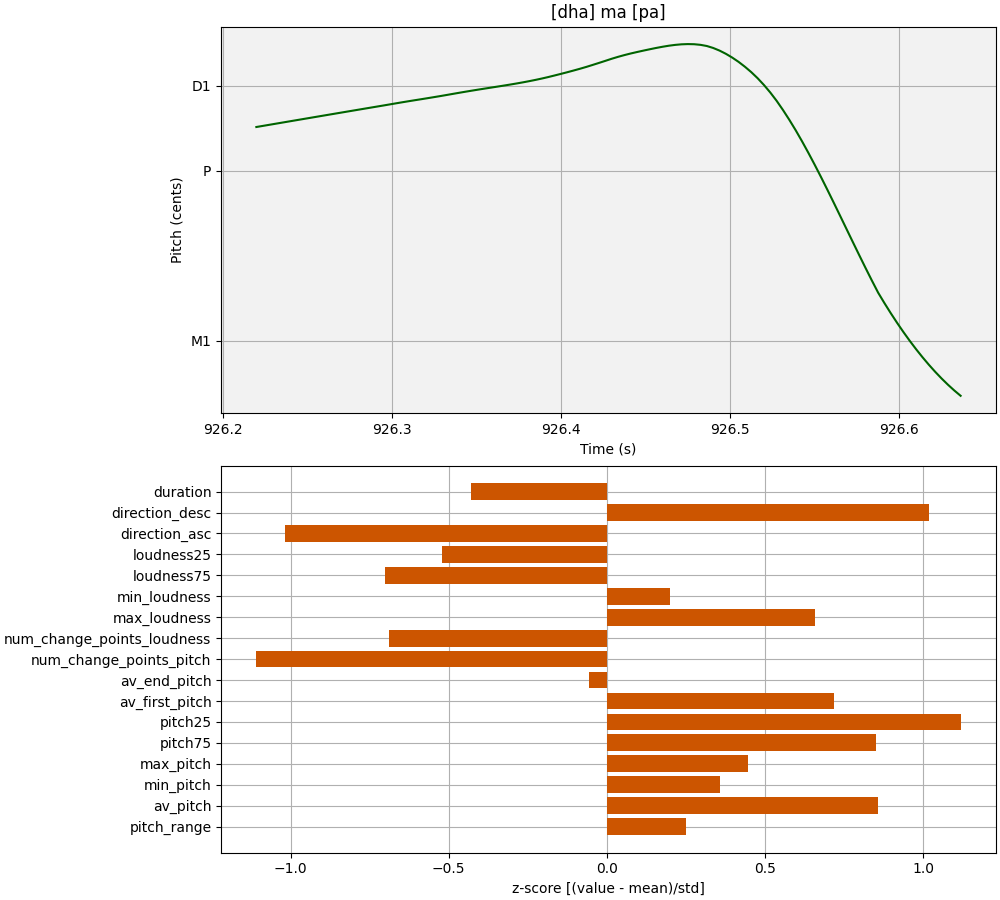 [dha] ma [pa]
D1
P
M1
Pitch (cents)
926.2 926.3 926.4 926.5 926.6
Time (s)
duration
direction_desc
direction_asc
loudness25
loudness75
min_loudness
max_loudness
num_change_points_loudness
num_change_points_pitch
av_end_pitch
av_first_pitch
pitch25
pitch75
max_pitch
min_pitch
av_pitch
pitch_range
−1.0 −0.5 0.0 0.5 1.0
z-score [(value - mean)/std]